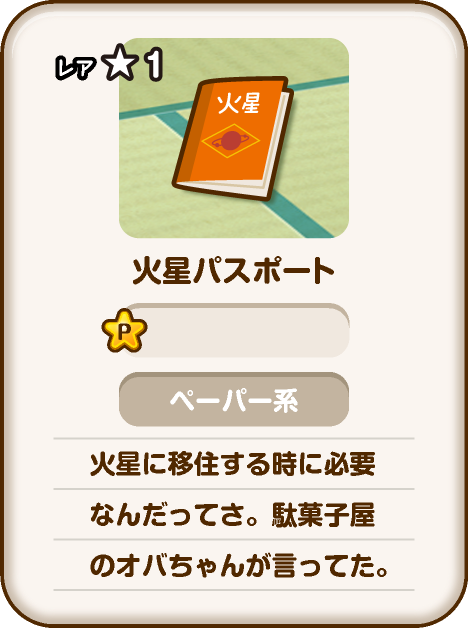 レア★1
火星
火星パスポート
P
ペーパー系
火星に移住する時に必要
なんだってさ。駄菓子屋
のオバちゃんが言ってた。